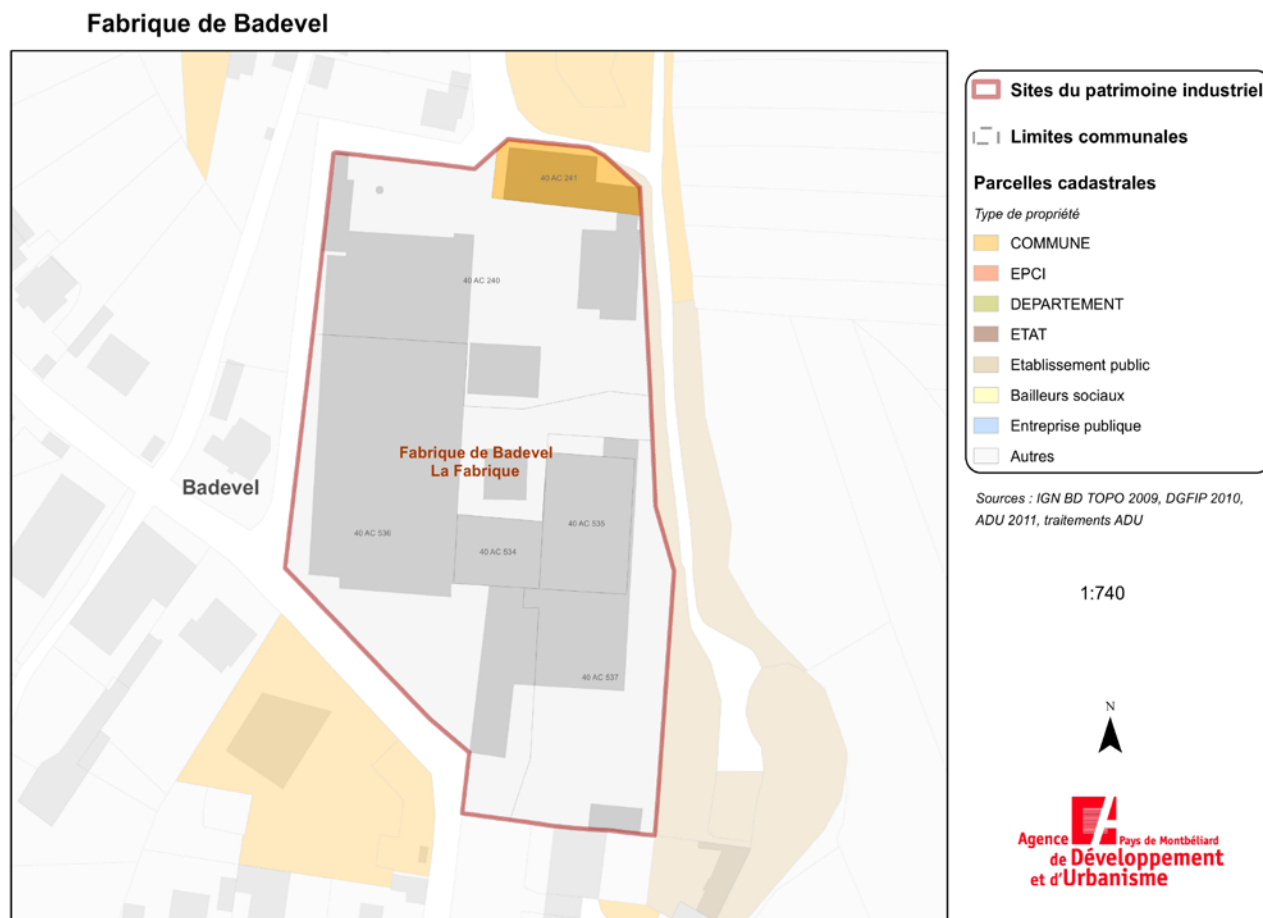 Fabrique de Badevel
40 AC 241
40 AC 240
Fabrique de Badevel
La Fabrique
Badevel
40 AC 535
40 AC 536
40 AC 534
40 AC 537
Sites du patrimoine industriel
Limites communales
Parcelles cadastrales
Type de propriété
COMMUNE
EPCI
DEPARTEMENT
ETAT
Etablissement public
Bailleurs sociaux
Entreprise publique
Autres
Sources : IGN BD TOPO 2009, DGFIP 2010,
ADU 2011, traitements ADU
1:740
N
Agence Pays de Montbéliard
de Développement
et d'Urbanisme